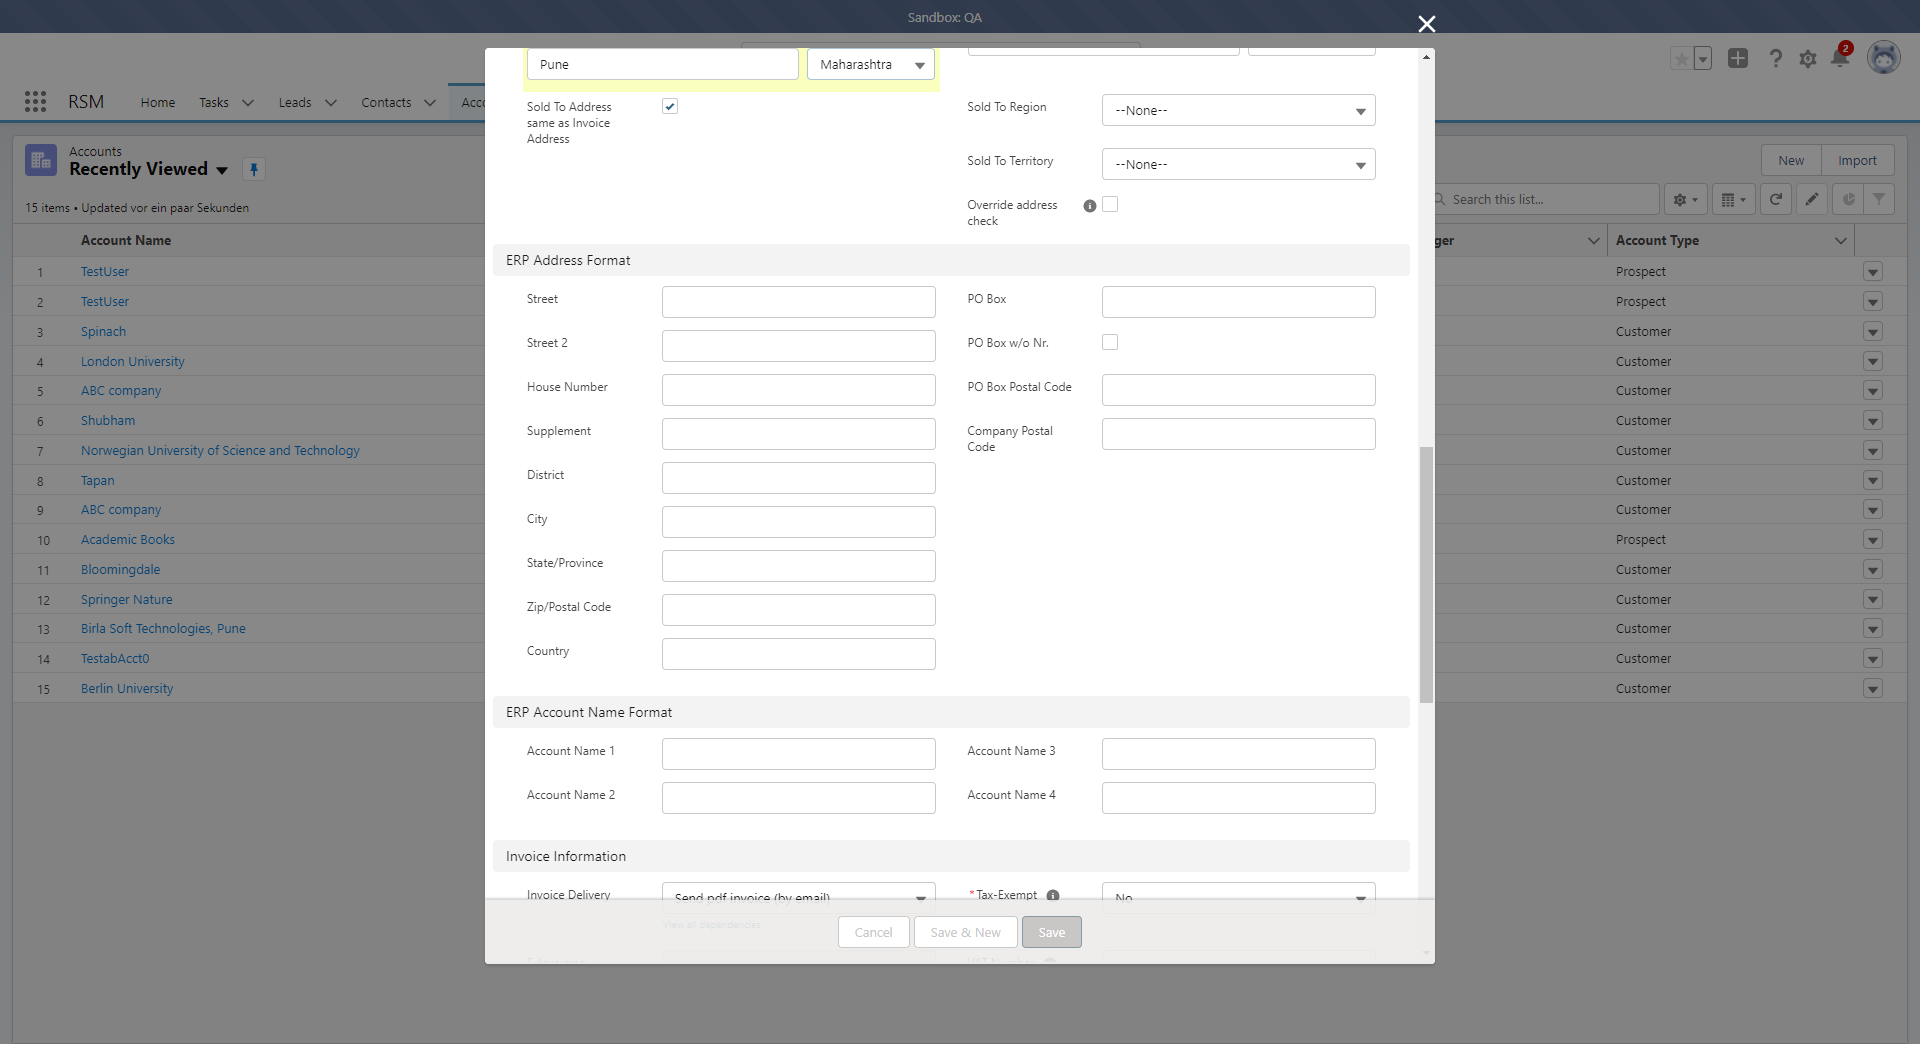 Sandbox: QA
2
RSM
Home
Tasks
Leads
Contacts
Accounts
Recently Viewed
15 items • Updated vor ein paar Sekunden
New
Import
Search this list...
Account Name
Account Type
1 TestUser Prospect
2 TestUser Prospect
3 Spinach Customer
4 London University Customer
5 ABC company Customer
6 Shubham Customer
7 Norwegian University of Science and Technology Customer
8 Tapan Customer
9 ABC company Customer
10 Academic Books Prospect
11 Bloomingdale Customer
12 Springer Nature Customer
13 Birla Soft Technologies, Pune Customer
14 TestabAcct0 Customer
15 Berlin University Customer
Pune
Maharashtra
Sold To Address
same as Invoice
Address
Sold To Region
--None--
Sold To Territory
--None--
Override address
check
ERP Address Format
Street
PO Box
Street 2
PO Box w/o Nr.
House Number
PO Box Postal Code
Supplement
Company Postal
Code
District
City
State/Province
Zip/Postal Code
Country
ERP Account Name Format
Account Name 1
Account Name 3
Account Name 2
Account Name 4
Invoice Information
Invoice Delivery
Send pdf invoice (by email)
*Tax-Exempt
No
View all dependencies
Cancel
Save & New
Save